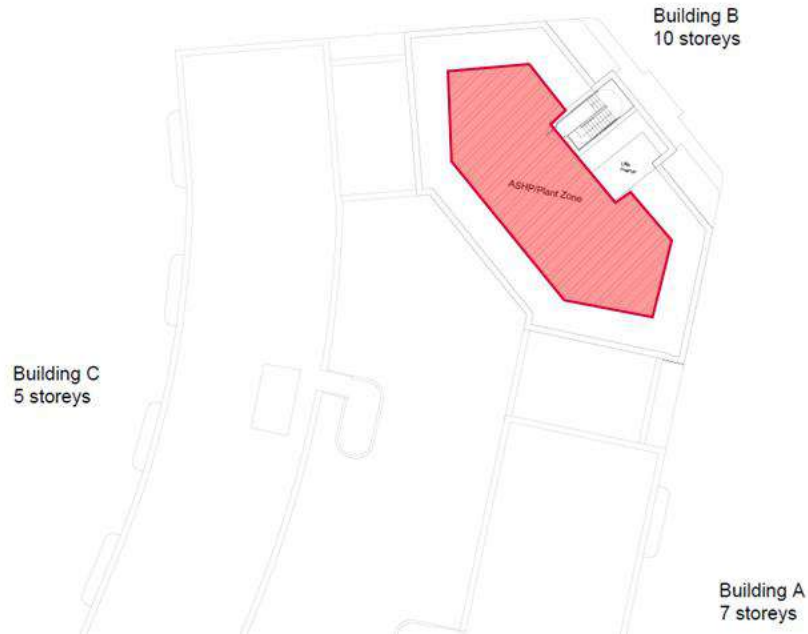 Building B
10 storeys
ASHP/Plant Zone
Building C
5 storeys
Building A
7 storeys